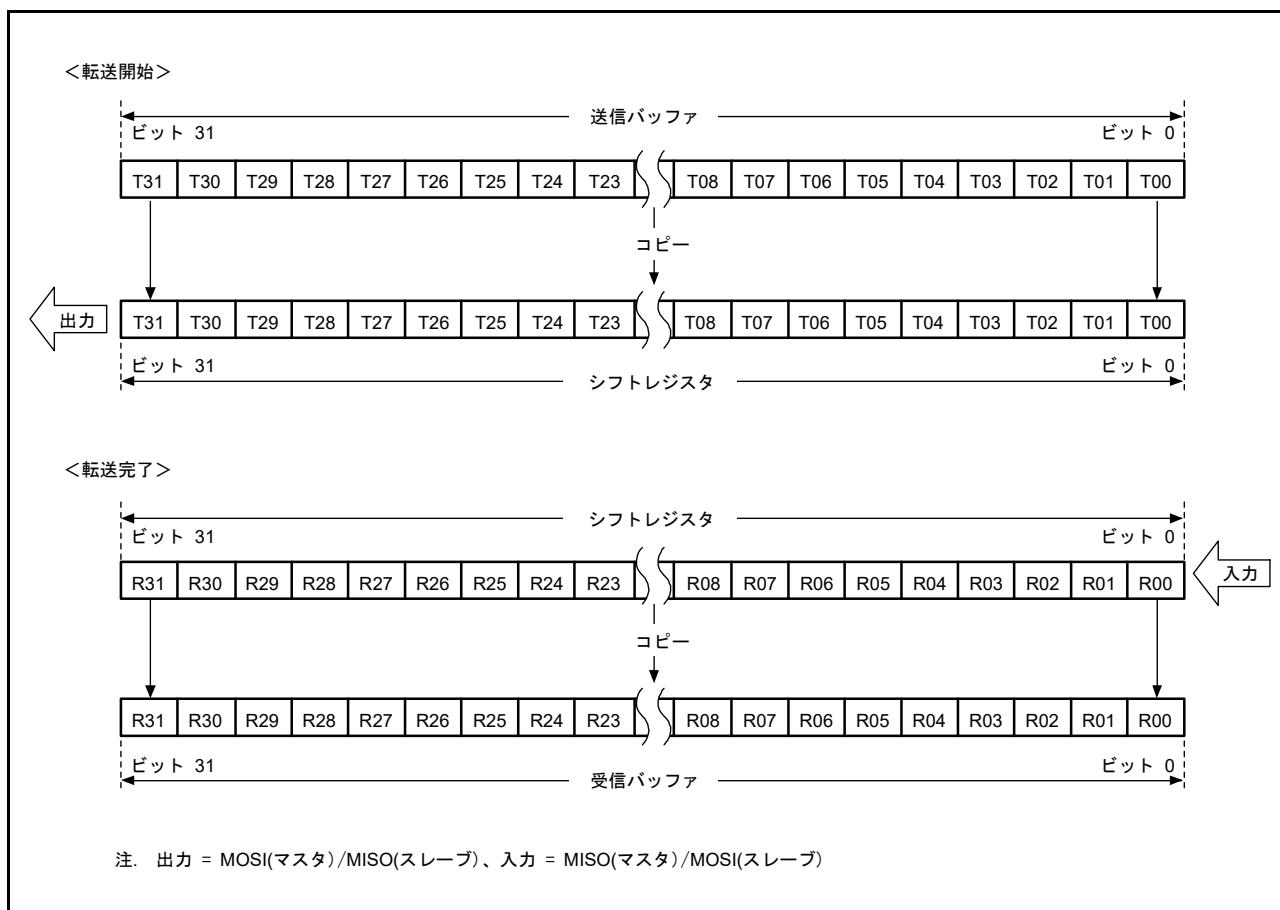 ＜転送開始＞
送信バッファ
ビット 31 ビット 0
T31 T30 T29 T28 T27 T26 T25 T24 T23 T08 T07 T06 T05 T04 T03 T02 T01 T00
コピー
出力 T31 T30 T29 T28 T27 T26 T25 T24 T23 T08 T07 T06 T05 T04 T03 T02 T01 T00
ビット 31 ビット 0
シフトレジスタ
＜転送完了＞
シフトレジスタ
ビット 31 ビット 0
R31 R30 R29 R28 R27 R26 R25 R24 R23 R08 R07 R06 R05 R04 R03 R02 R01 R00 入力
コピー
R31 R30 R29 R28 R27 R26 R25 R24 R23 R08 R07 R06 R05 R04 R03 R02 R01 R00
ビット 31 ビット 0
受信バッファ
注. 出力 = MOSI(マスタ)/MISO(スレーブ)、入力 = MISO(マスタ)/MOSI(スレーブ)